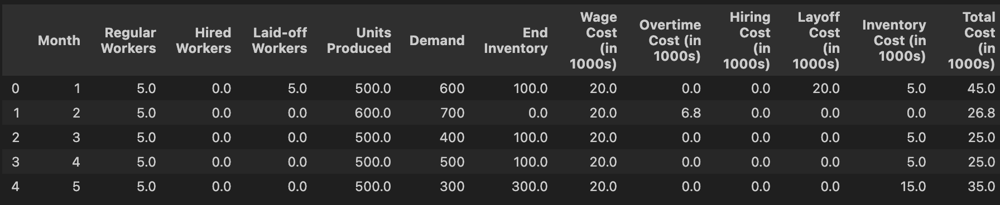 Month Regular Workers Hired Workers Laid-off Workers Units Produced Demand End Inventory Wage Cost (in 1000s) Overtime Cost (in 1000s) Hiring Cost (in 1000s) Layoff Cost (in 1000s) Inventory Cost (in 1000s) Total Cost (in 1000s)
0 1 5.0 0.0 5.0 500.0 600 100.0 20.0 0.0 0.0 20.0 5.0 45.0
1 2 5.0 0.0 0.0 600.0 700 0.0 20.0 6.8 0.0 0.0 0.0 26.8
2 3 5.0 0.0 0.0 500.0 400 100.0 20.0 0.0 0.0 0.0 5.0 25.0
3 4 5.0 0.0 0.0 500.0 500 100.0 20.0 0.0 0.0 0.0 5.0 25.0
4 5 5.0 0.0 0.0 500.0 300 300.0 20.0 0.0 0.0 0.0 15.0 35.0